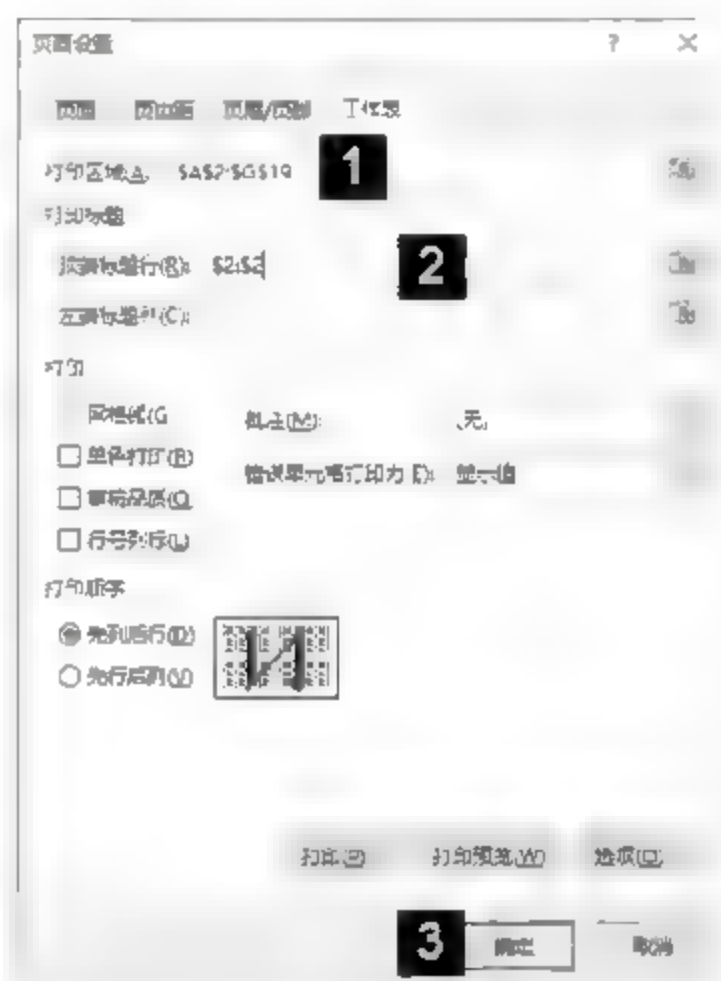 页面设置 ? ×
页面 页边距 页眉/页脚 工作表
打印区域(A): $A$2:$G$19 1
打印标题
顶端标题行(R): $2:$2 2
左端标题列(C):
打印
网格线(G 批注(M): (无)
单色打印(B) 错误单元格打印为(E): 显示值
草稿品质(Q)
行号列标(L)
打印顺序
先列后行(D)
先行后列(V)
打印(P) 打印预览(W) 选项(O)
3 确定 取消